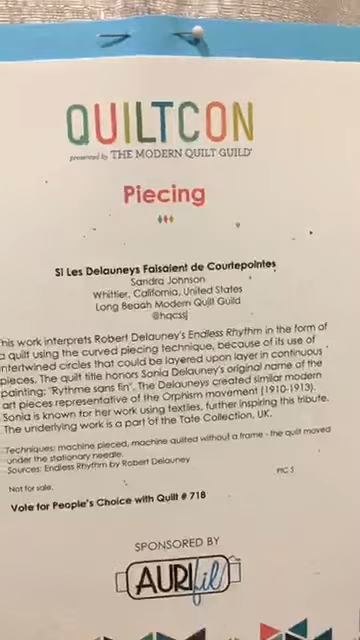 QUILTCON
presented by THE MODERN QUILT GUILD
Piecing
Si Les Delauneys Faisaient de Courtepointes
Sandra Johnson
Whittier, California, United States
Long Beach Modern Quilt Guild
@hqcssj
his work interprets Robert Delauney's Endless Rhythm in the form of
a quilt using the curved piecing technique, because of its use of
intertwined circles that could be layered upon layer in continuous
pieces. The quilt title honors Sonia Delauney's original name of the
painting: "Rythme sans fin". The Delauneys created similar modern
art pieces representative of the Orphism movement (1910-1913).
Sonia is known for her work using textiles, further inspiring this tribute.
The underlying work is a part of the Tate Collection, UK.
Techniques: machine pieced, machine quilted without a frame - the quilt moved
under the stationary needle.
Sources: Endless Rhythm by Robert Delauney
PIC 5
Not for sale.
Vote for People's Choice with Quilt # 718
SPONSORED BY
AURIfil